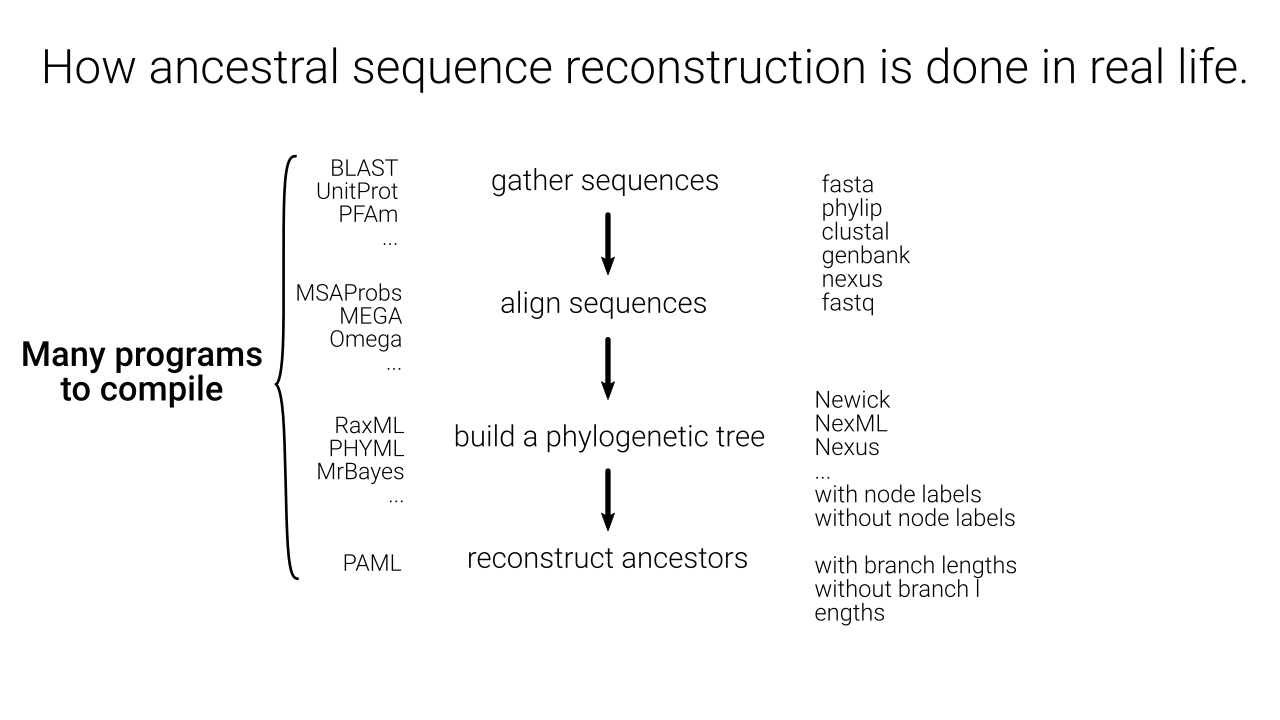 How ancestral sequence reconstruction is done in real life.
Many programs
to compile
BLAST
UnitProt
PFAm
...
MSAProbs
MEGA
Omega
...
RaxML
PHYML
MrBayes
...
PAML
gather sequences
align sequences
build a phylogenetic tree
reconstruct ancestors
fasta
phylip
clustal
genbank
nexus
fastq
Newick
NexML
Nexus
...
with node labels
without node labels
with branch lengths
without branch l
engths